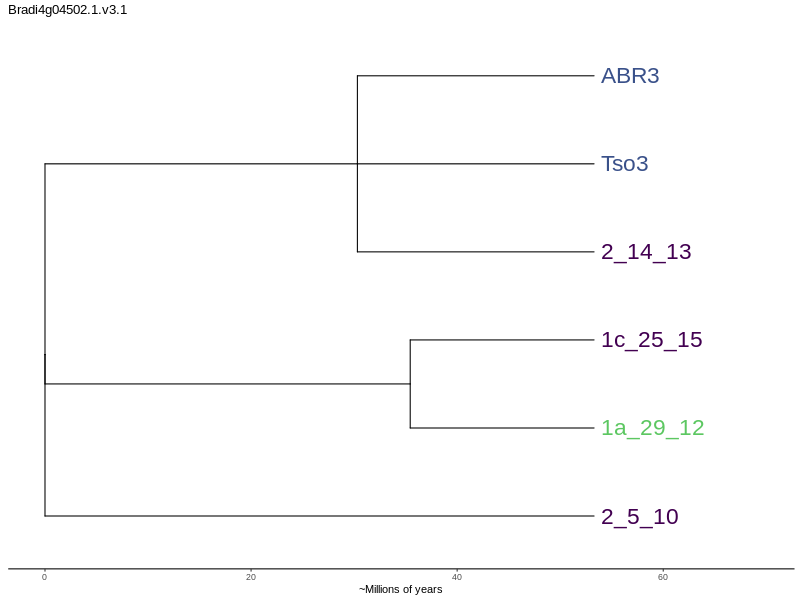 Bradi4g04502.1.v3.1
ABR3
Tso3
2_14_13
1c_25_15
1a_29_12
2_5_10
0 20 40 60
~Millions of years